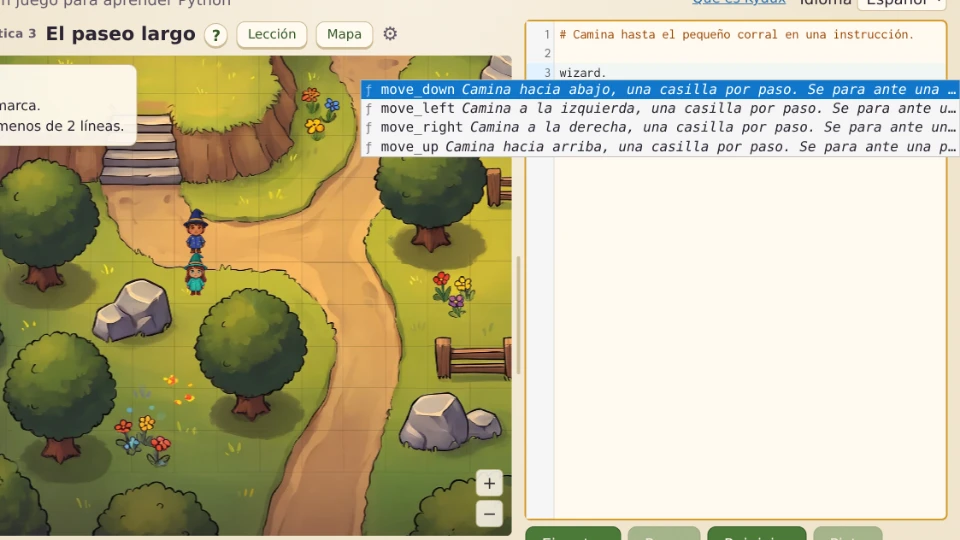 juego para aprender Python
Qué es Ryuux Idioma Español
tica 3 El paseo largo ? Lección Mapa
marca.
menos de 2 líneas.
1 # Camina hasta el pequeño corral en una instrucción.
2
3 wizard.
ƒ move_down Camina hacia abajo, una casilla por paso. Se para ante una …
ƒ move_left Camina a la izquierda, una casilla por paso. Se para ante u…
ƒ move_right Camina a la derecha, una casilla por paso. Se para ante un…
ƒ move_up Camina hacia arriba, una casilla por paso. Se para ante una p…
+
−